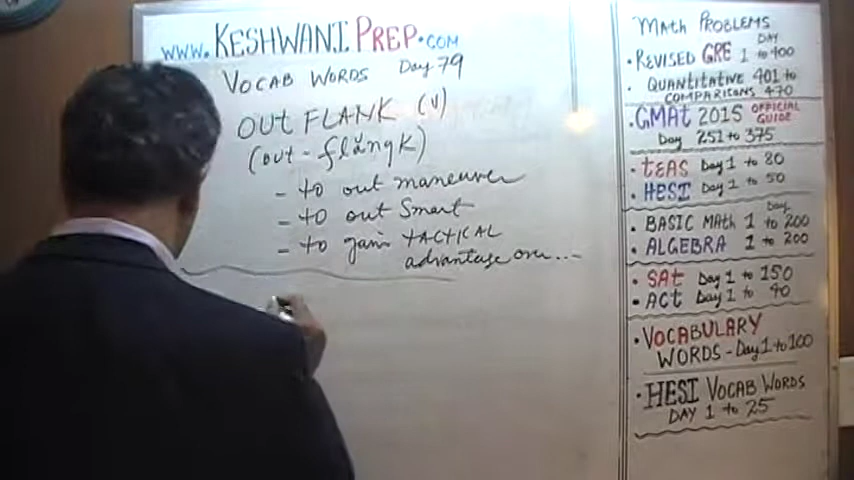 www.KESHWANI PREP.com
VOCAB WORDS Day 79
OUT FLANK (v)
(out - flăngk)
- to out maneuver
- to out Smart
- to gain TACTICAL
advantage over...
MAtH PROBLEMS
DAY
• REVISED GRE 1 to 400
• QUANTItATIVE 401 to
COMPARISONS 470
• GMAt 2015 OFFICIAL GUIDE
Day 251 to 375
• tEAS Day 1 to 80
• HESI Day 1 to 50
Day
• BASIC MAth 1 to 200
• ALGEBRA 1 to 200
• SAt Day 1 to 150
• ACt Day 1 to 40
• VOCABULARY
WORDS - Day 1 to 100
• HESI VOCAB WORDS
DAY 1 to 25